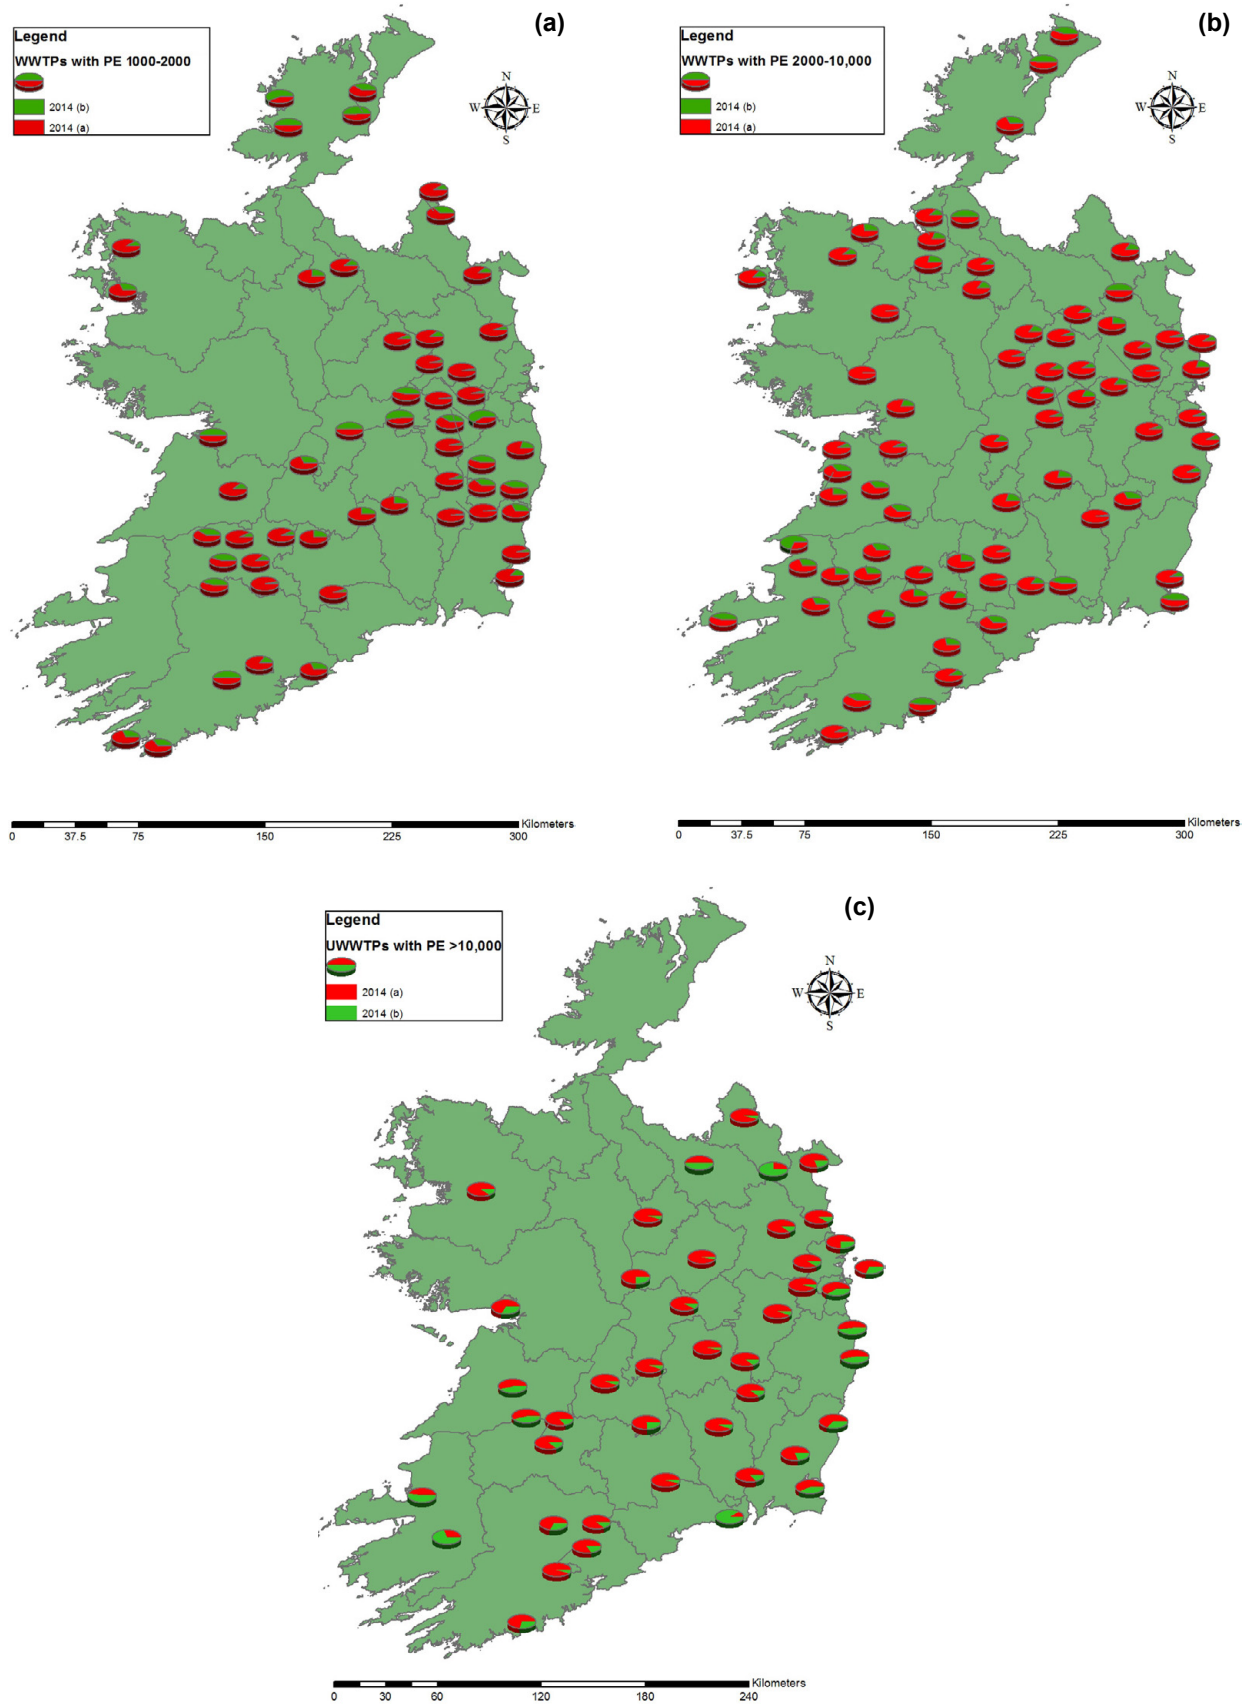 (a)
Legend
WWTPs with PE 1000-2000
2014 (b)
2014 (a)
N
W E
S
0 37.5 75 150 225 300 Kilometers
(b)
Legend
WWTPs with PE 2000-10,000
2014 (b)
2014 (a)
N
W E
S
0 37.5 75 150 225 300 Kilometers
(c)
Legend
UWWTPs with PE >10,000
2014 (a)
2014 (b)
N
W E
S
0 30 60 120 180 240 Kilometers